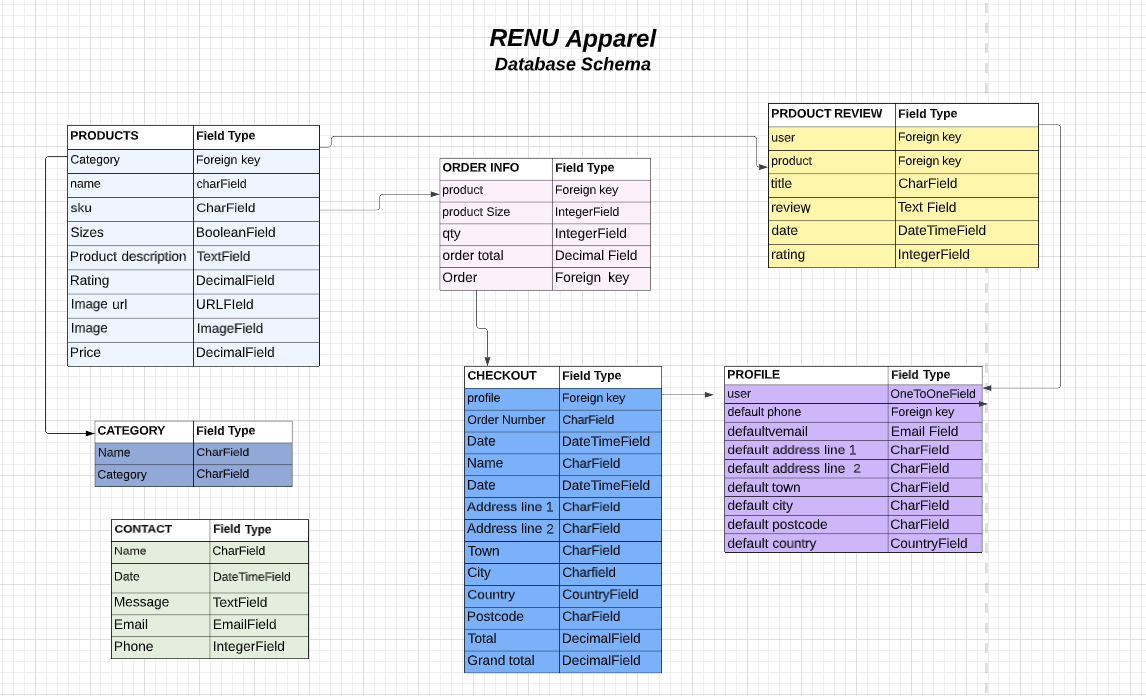 RENU Apparel
Database Schema
PRODUCTS Field Type
Category Foreign key
name charField
sku CharField
Sizes BooleanField
Product description TextField
Rating DecimalField
Image url URLFIeld
Image ImageField
Price DecimalField
ORDER INFO Field Type
product Foreign key
product Size IntegerField
qty IntegerField
order total Decimal Field
Order Foreign key
PRDOUCT REVIEW Field Type
user Foreign key
product Foreign key
title CharField
review Text Field
date DateTimeField
rating IntegerField
CATEGORY Field Type
Name CharField
Category CharField
CONTACT Field Type
Name CharField
Date DateTimeField
Message TextField
Email EmailField
Phone IntegerField
CHECKOUT Field Type
profile Foreign key
Order Number CharField
Date DateTimeField
Name CharField
Date DateTimeField
Address line 1 CharField
Address line 2 CharField
Town CharField
City Charfield
Country CountryField
Postcode CharField
Total DecimalField
Grand total DecimalField
PROFILE Field Type
user OneToOneField
default phone Foreign key
defaultvemail Email Field
default address line 1 CharField
default address line 2 CharField
default town CharField
default city CharField
default postcode CharField
default country CountryField